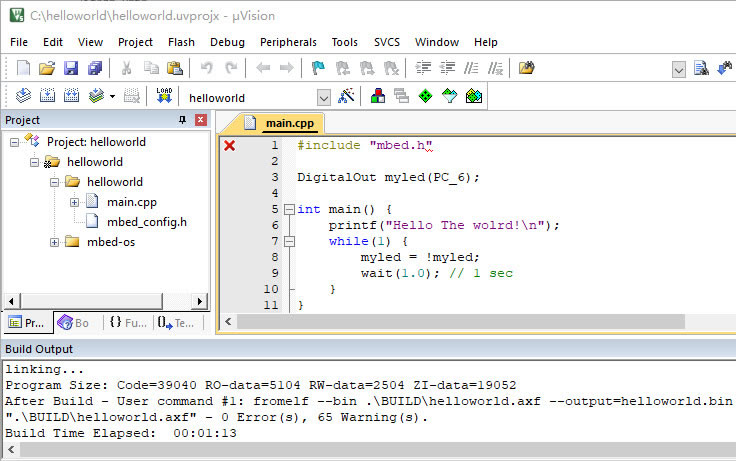 C:\helloworld\helloworld.uvprojx - µVision
File Edit View Project Flash Debug Peripherals Tools SVCS Window Help
LOAD
helloworld
Project
main.cpp
Project: helloworld
helloworld
helloworld
main.cpp
mbed_config.h
mbed-os
Pr... Bo {} Fu... Te...
1 #include "mbed.h"
2
3 DigitalOut myled(PC_6);
4
5 int main() {
6 printf("Hello The wolrd!\n");
7 while(1) {
8 myled = !myled;
9 wait(1.0); // 1 sec
10 }
11 }
Build Output
linking...
Program Size: Code=39040 RO-data=5104 RW-data=2504 ZI-data=19052
After Build - User command #1: fromelf --bin .\BUILD\helloworld.axf --output=helloworld.bin
".\BUILD\helloworld.axf" - 0 Error(s), 65 Warning(s).
Build Time Elapsed:  00:01:13